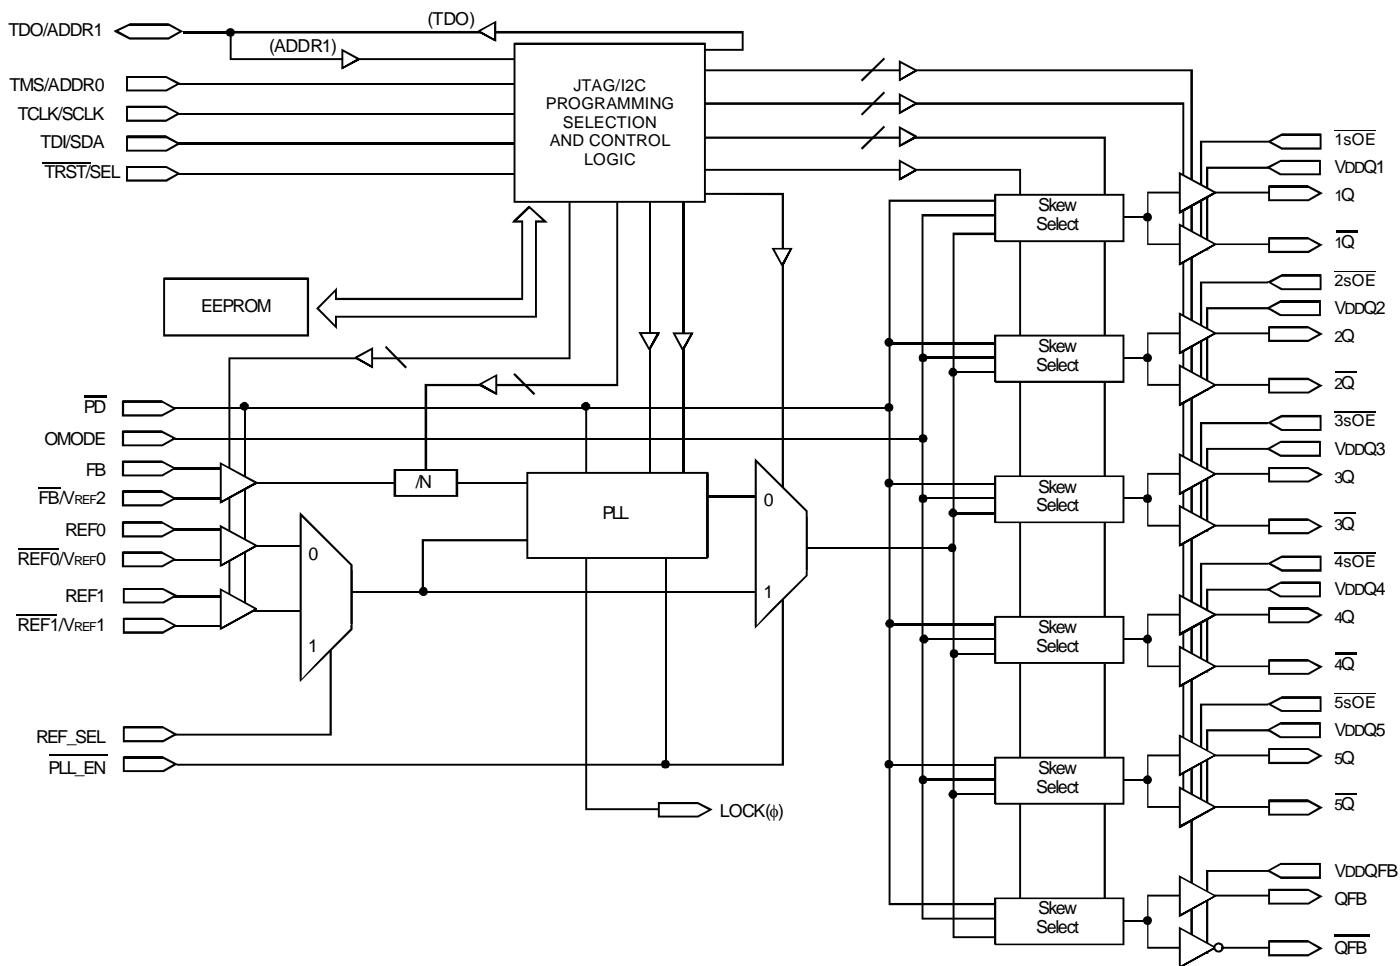 TDO/ADDR1
(TDO)
(ADDR1)
TMS/ADDR0
TCLK/SCLK
TDI/SDA
TRST/SEL
JTAG/I2C
PROGRAMMING
SELECTION
AND CONTROL
LOGIC
EEPROM
PD
OMODE
FB
FB/VREF2
REF0
REF0/VREF0
REF1
REF1/VREF1
REF_SEL
PLL_EN
/N
PLL
0
1
0
1
LOCK(ϕ)
Skew
Select
1sOE
VDDQ1
1Q
1Q
Skew
Select
2sOE
VDDQ2
2Q
2Q
Skew
Select
3sOE
VDDQ3
3Q
3Q
Skew
Select
4sOE
VDDQ4
4Q
4Q
Skew
Select
5sOE
VDDQ5
5Q
5Q
Skew
Select
VDDQFB
QFB
QFB